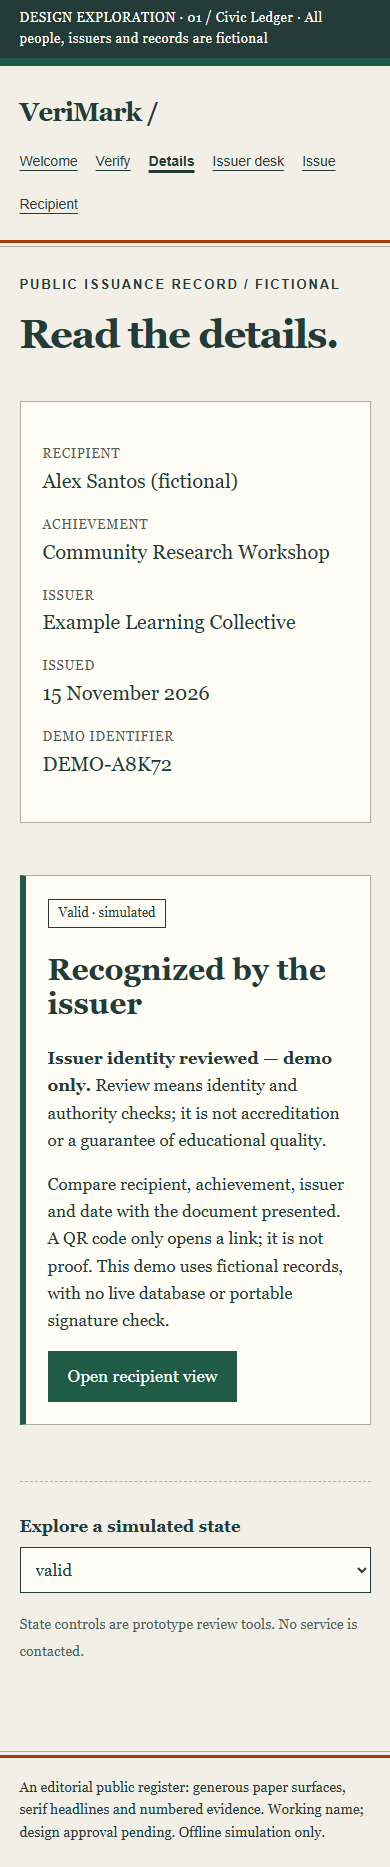 DESIGN EXPLORATION · 01 / Civic Ledger · All
people, issuers and records are fictional
VeriMark /
Welcome Verify Details Issuer desk Issue
Recipient
PUBLIC ISSUANCE RECORD / FICTIONAL
Read the details.
RECIPIENT
Alex Santos (fictional)
ACHIEVEMENT
Community Research Workshop
ISSUER
Example Learning Collective
ISSUED
15 November 2026
DEMO IDENTIFIER
DEMO-A8K72
Valid · simulated
Recognized by the
issuer
Issuer identity reviewed — demo
only. Review means identity and
authority checks; it is not accreditation
or a guarantee of educational quality.
Compare recipient, achievement, issuer
and date with the document presented.
A QR code only opens a link; it is not
proof. This demo uses fictional records,
with no live database or portable
signature check.
Open recipient view
Explore a simulated state
valid
State controls are prototype review tools. No service is
contacted.
An editorial public register: generous paper surfaces,
serif headlines and numbered evidence. Working name;
design approval pending. Offline simulation only.